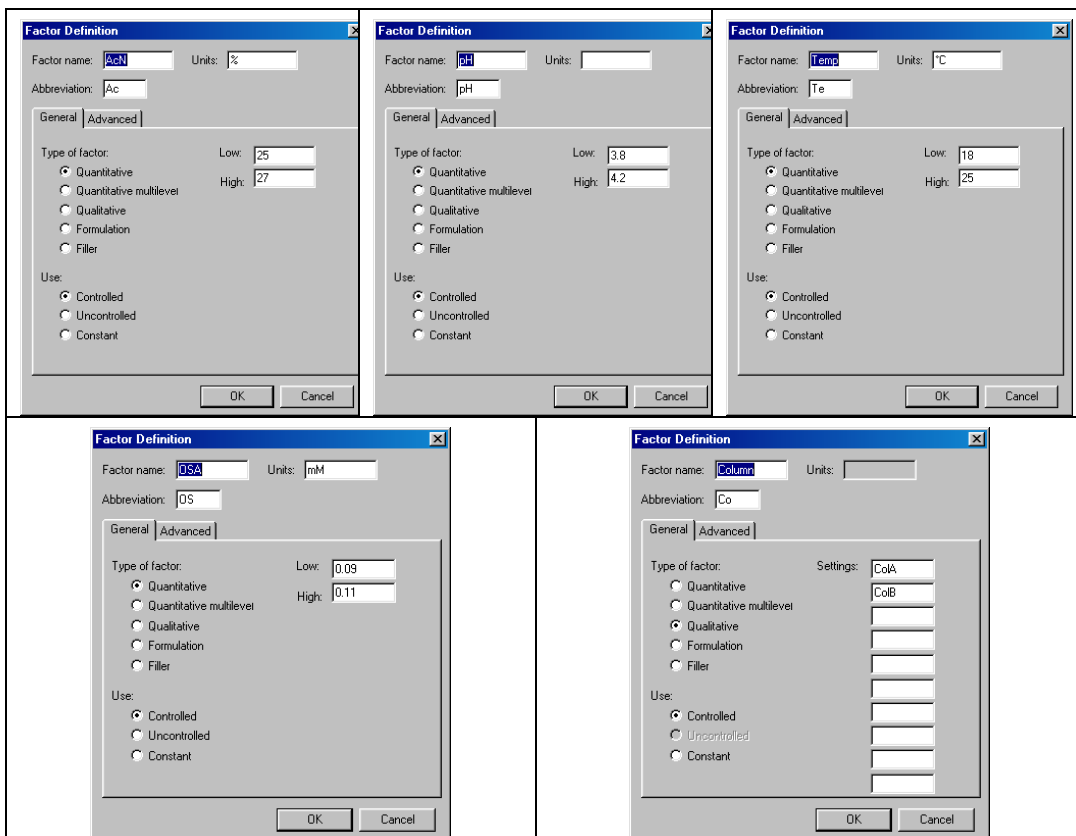 Factor Definition
Factor name: AcN Units: %
Abbreviation: Ac
General Advanced
Type of factor: Low: 25
Quantitative High: 27
Quantitative multilevel
Qualitative
Formulation
Filler
Use:
Controlled
Uncontrolled
Constant
OK Cancel
Factor Definition
Factor name: pH Units:
Abbreviation: pH
General Advanced
Type of factor: Low: 3.8
Quantitative High: 4.2
Quantitative multilevel
Qualitative
Formulation
Filler
Use:
Controlled
Uncontrolled
Constant
OK Cancel
Factor Definition
Factor name: Temp Units: °C
Abbreviation: Te
General Advanced
Type of factor: Low: 18
Quantitative High: 25
Quantitative multilevel
Qualitative
Formulation
Filler
Use:
Controlled
Uncontrolled
Constant
OK Cancel
Factor Definition
Factor name: OSA Units: mM
Abbreviation: OS
General Advanced
Type of factor: Low: 0.09
Quantitative High: 0.11
Quantitative multilevel
Qualitative
Formulation
Filler
Use:
Controlled
Uncontrolled
Constant
OK Cancel
Factor Definition
Factor name: Column Units:
Abbreviation: Co
General Advanced
Type of factor: Settings: ColA
Quantitative ColB
Quantitative multilevel
Qualitative
Formulation
Filler
Use:
Controlled
Uncontrolled
Constant
OK Cancel